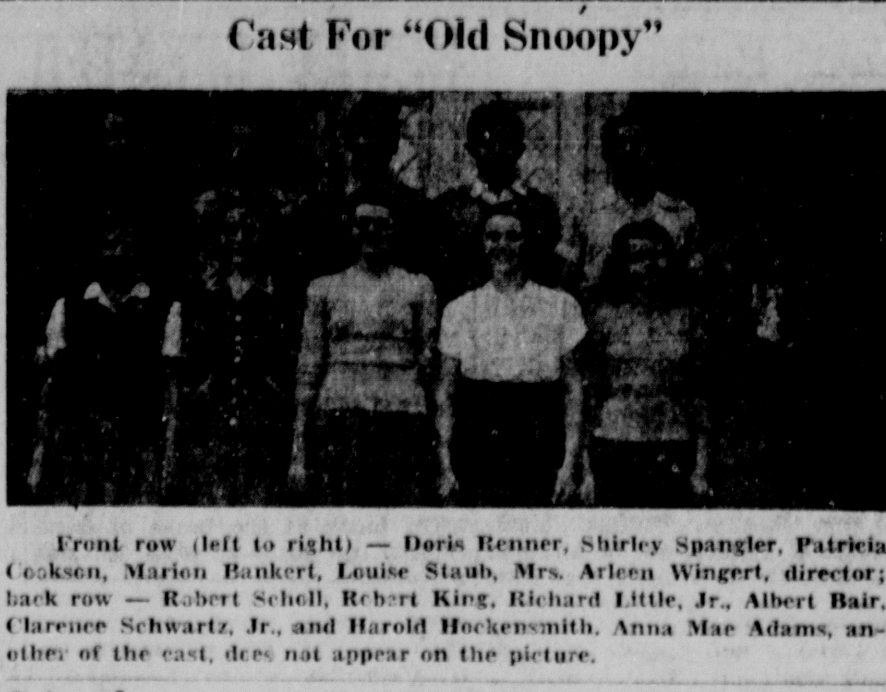 Cast For “Old Snoopy”
Front row (left to right) — Doris Renner, Shirley Spangler, Patricia
Cookson, Marion Bankert, Louise Staub, Mrs. Arleen Wingert, director;
back row — Robert Scholl, Robert King, Richard Little, Jr., Albert Bair,
Clarence Schwartz, Jr., and Harold Hockensmith. Anna Mae Adams, an-
other of the cast, does not appear on the picture.